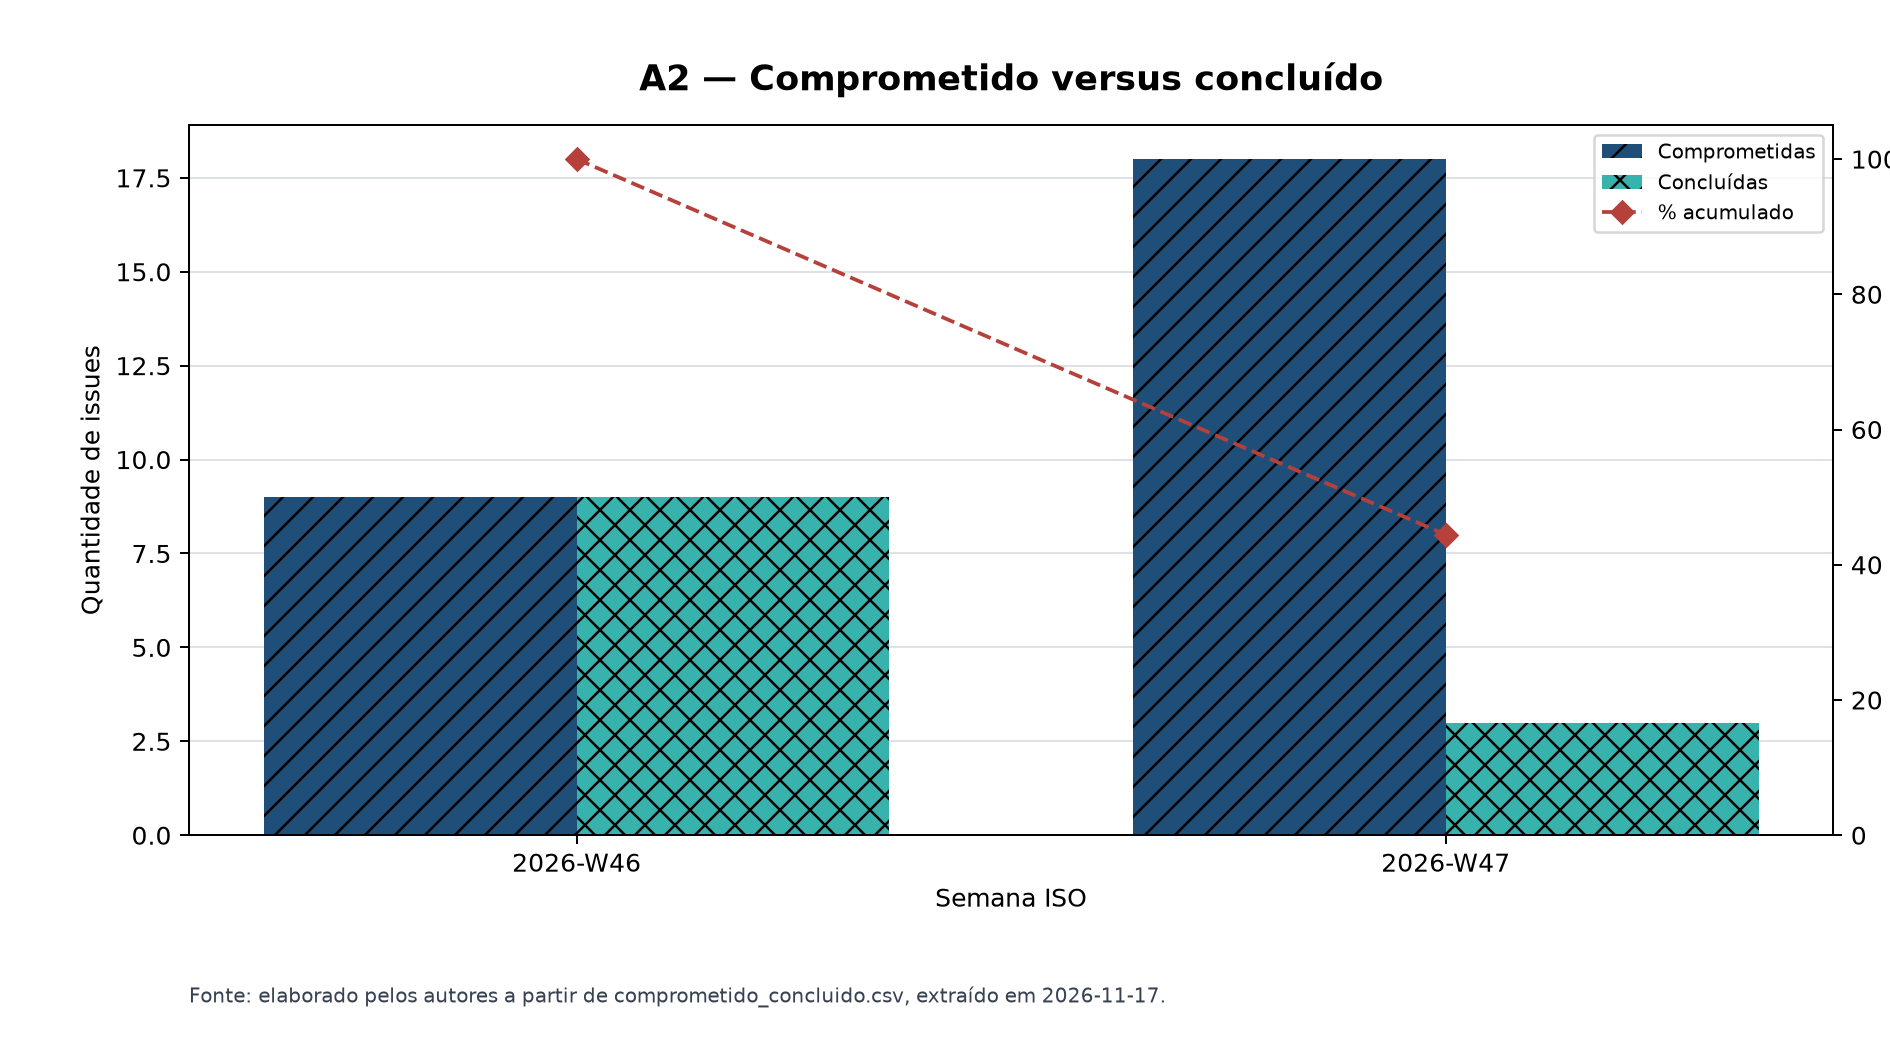 A2 — Comprometido versus concluído
Comprometidas
Concluídas
% acumulado
17.5
15.0
12.5
10.0
7.5
5.0
2.5
0.0
Quantidade de issues
100
80
60
40
20
0
2026-W46
2026-W47
Semana ISO
Fonte: elaborado pelos autores a partir de comprometido_concluido.csv, extraído em 2026-11-17.